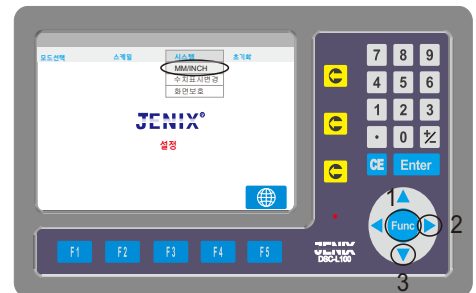 모드선택 스케일 시스템 초기화
MM/INCH
수치표시변경
화면보호
JENIX®
설정
7 8 9
4 5 6
1 2 3
· 0 +/-
CE Enter
1
Func 2
3
F1 F2 F3 F4 F5
JENIX
DSC-L100